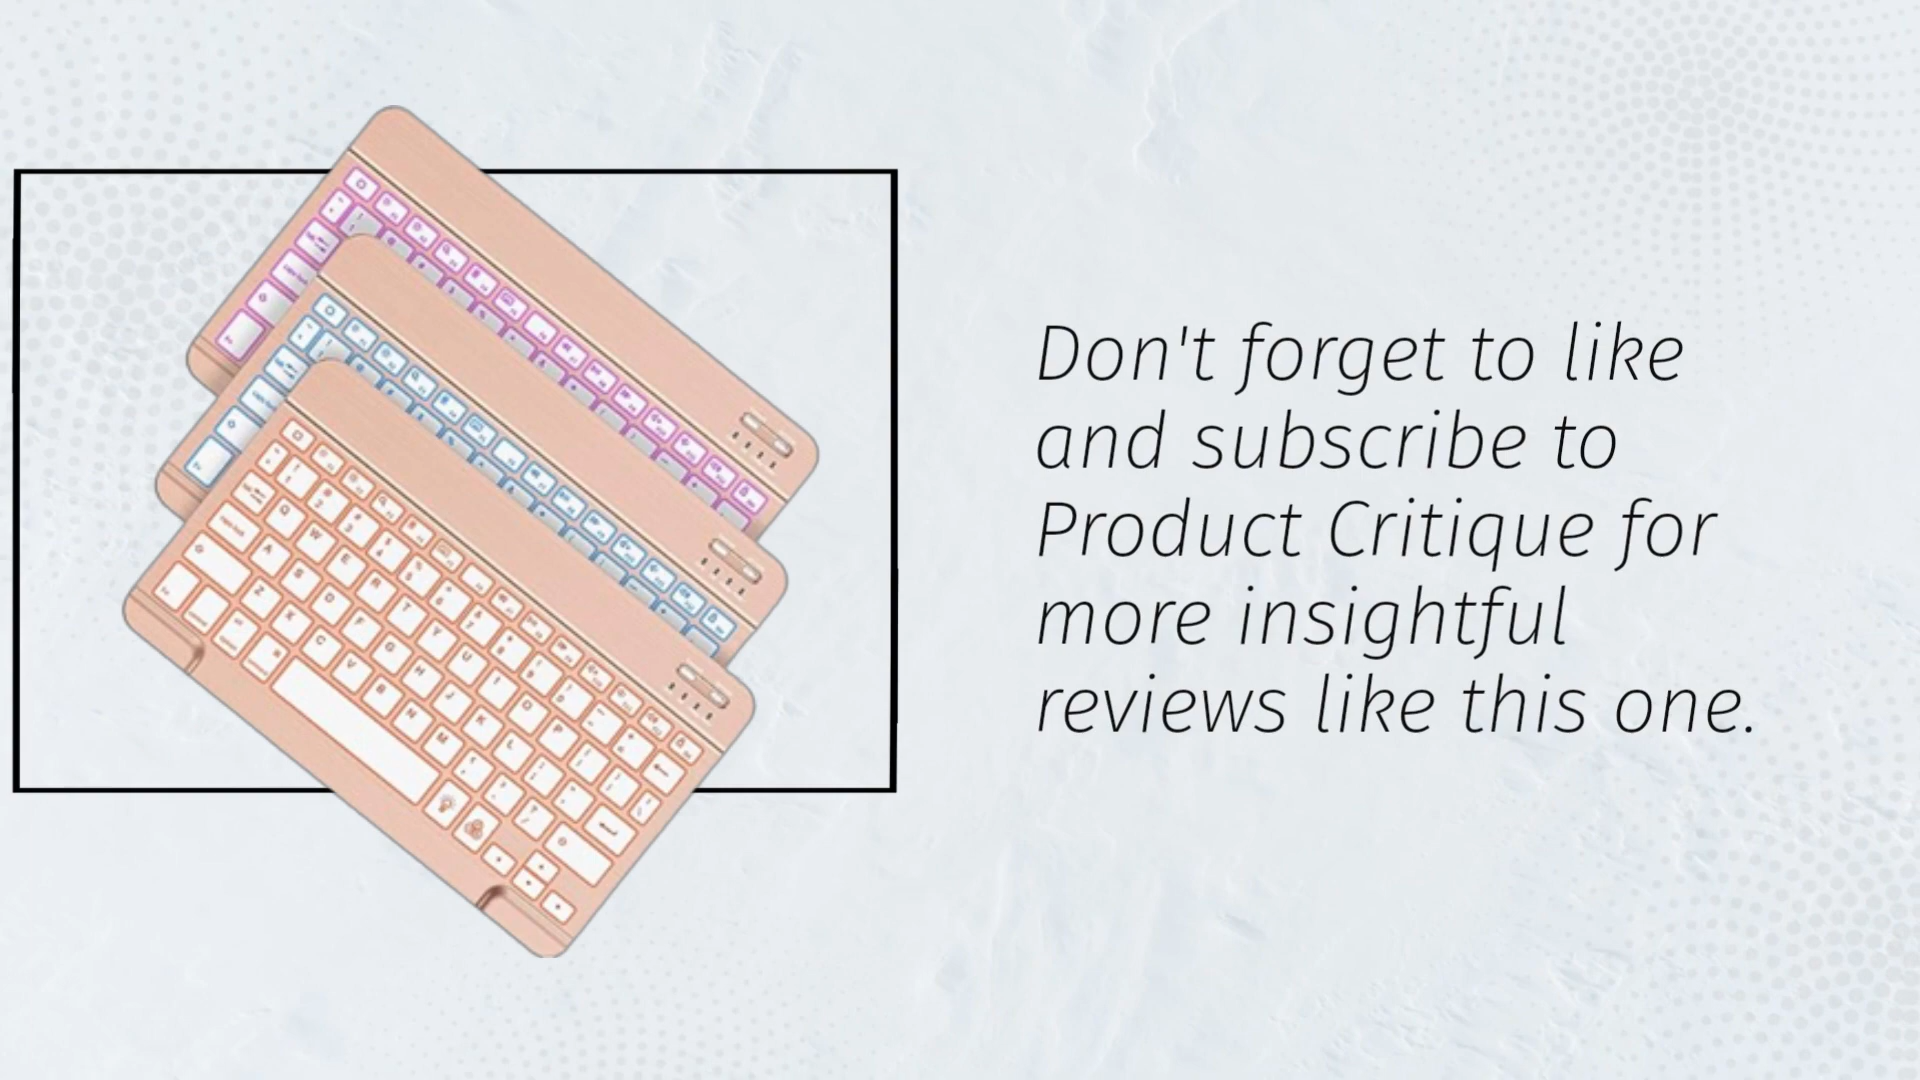 Don't forget to like
and subscribe to
Product Critique for
more insightful
reviews like this one.